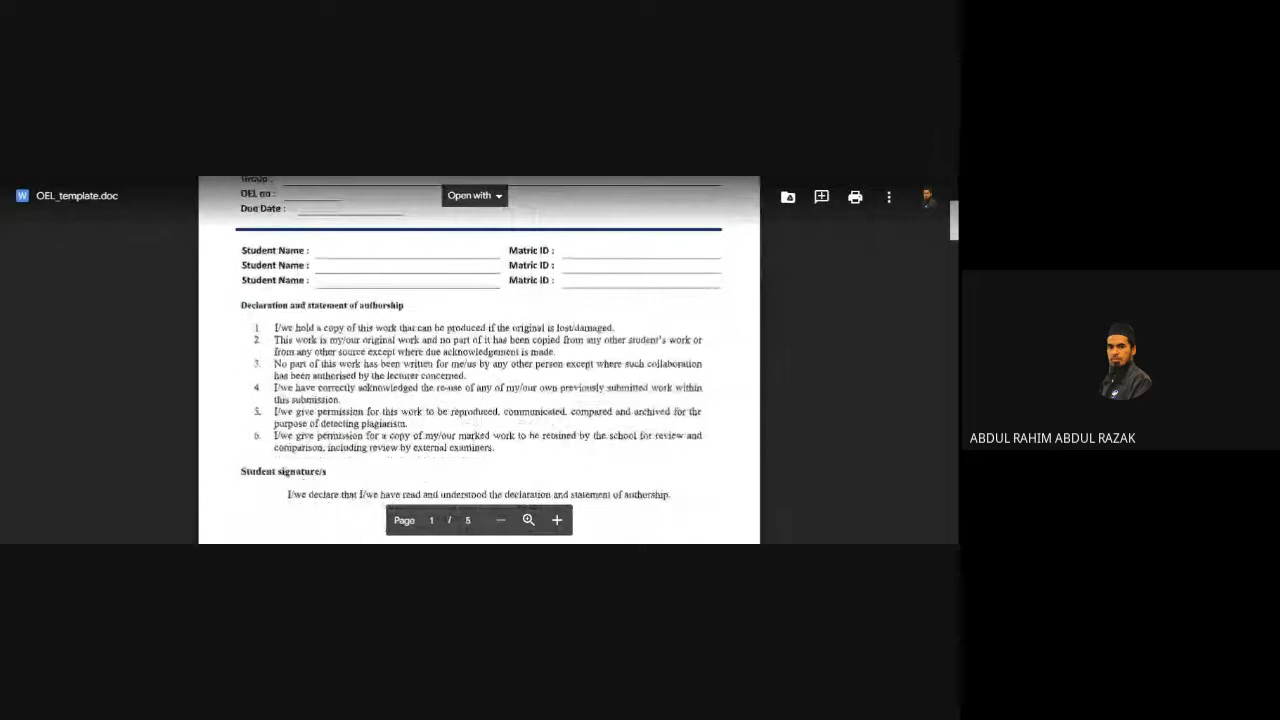 Group :
OEL no :
Due Date :
W OEL_template.doc
Open with
Student Name : Matric ID :
Student Name : Matric ID :
Student Name : Matric ID :
Declaration and statement of authorship
1 I/we hold a copy of this work that can be produced if the original is lost/damaged.
2. This work is my/our original work and no part of it has been copied from any other student's work or
from any other source except where due acknowledgement is made.
3. No part of this work has been written for me/us by any other person except where such collaboration
has been authorised by the lecturer concerned.
4 I/we have correctly acknowledged the re-use of any of my/our own previously submitted work within
this submission.
5. I/we give permission for this work to be reproduced, communicated, compared and archived for the
purpose of detecting plagiarism.
6. I/we give permission for a copy of my/our marked work to be retained by the school for review and
comparison, including review by external examiners.
Student signature/s
I/we declare that I/we have read and understood the declaration and statement of authorship.
Page 1 / 5
ABDUL RAHIM ABDUL RAZAK